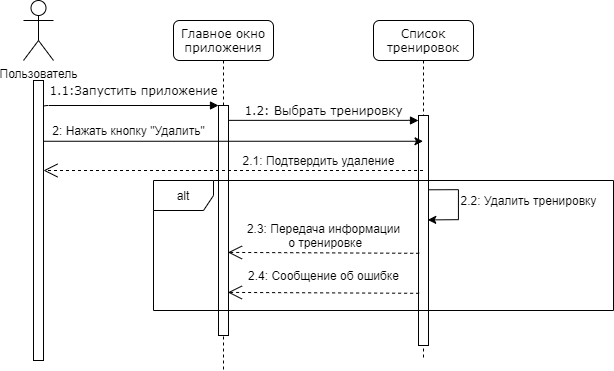 Главное окно
приложения
Список
тренировок
Пользователь
1.1:Запустить приложение
1.2: Выбрать тренировку
2: Нажать кнопку "Удалить"
2.1: Подтвердить удаление
alt
2.2: Удалить тренировку
2.3: Передача информации
о тренировке
2.4: Сообщение об ошибке